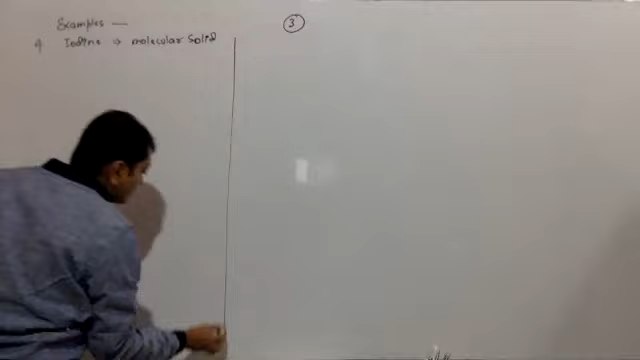 Examples —
③
Iodine → molecular Solid